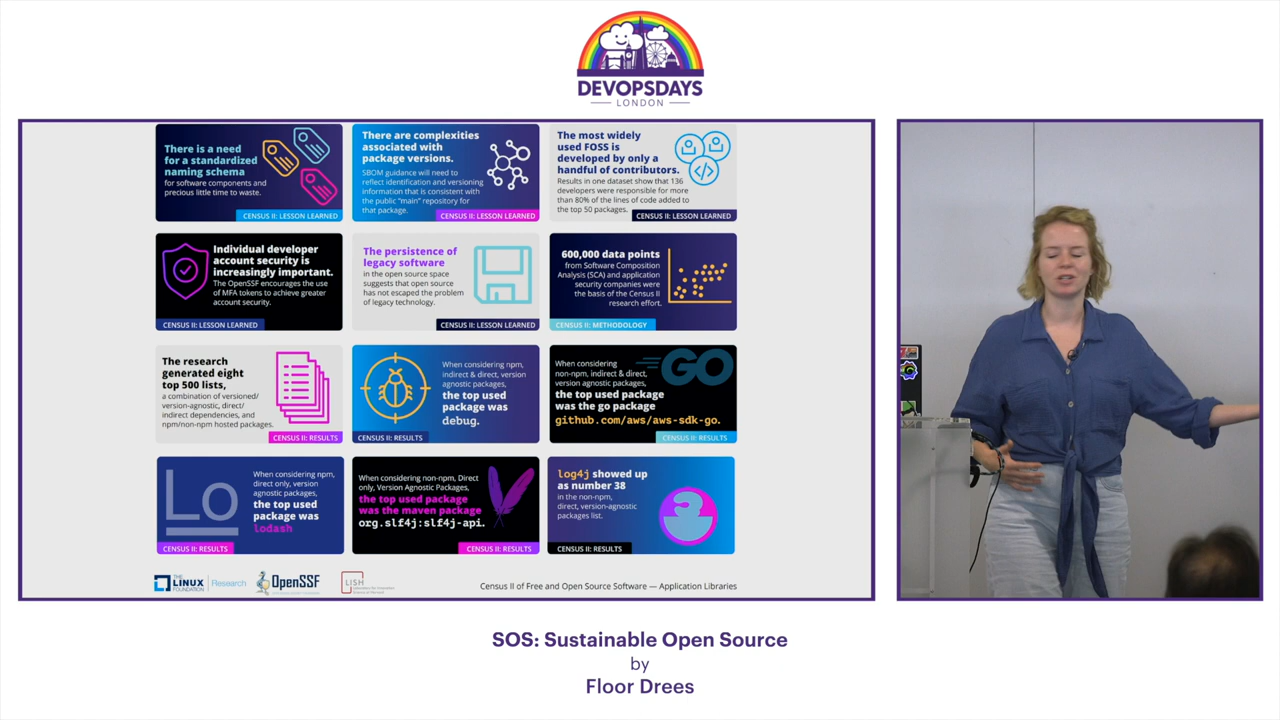 DEVOPSDAYS
LONDON
There is a need
for a standardized
naming schema
for software components and
precious little time to waste.
CENSUS II: LESSON LEARNED
There are complexities
associated with
package versions.
SBOM guidance will need to
reflect identification and versioning
information that is consistent with
the public "main" repository for
that package.
CENSUS II: LESSON LEARNED
The most widely
used FOSS is
developed by only a
handful of contributors.
Results in one dataset show that 136
developers were responsible for more
than 80% of the lines of code added to
the top 50 packages.
CENSUS II: LESSON LEARNED
Individual developer
account security is
increasingly important.
The OpenSSF encourages the use
of MFA tokens to achieve greater
account security.
CENSUS II: LESSON LEARNED
The persistence of
legacy software
in the open source space
suggests that open source
has not escaped the problem
of legacy technology.
CENSUS II: LESSON LEARNED
600,000 data points
from Software Composition
Analysis (SCA) and application
security companies were
the basis of the Census II
research effort.
CENSUS II: METHODOLOGY
The research
generated eight
top 500 lists,
a combination of versioned/
version-agnostic, direct/
indirect dependencies, and
npm/non-npm hosted packages.
CENSUS II: RESULTS
When considering npm,
indirect & direct, version
agnostic packages,
the top used
package was
debug.
CENSUS II: RESULTS
GO
When considering
non-npm, indirect & direct,
version agnostic packages,
the top used package
was the go package
github.com/aws/aws-sdk-go.
CENSUS II: RESULTS
Lo
When considering npm,
direct only, version
agnostic packages,
the top used
package was
lodash
CENSUS II: RESULTS
When considering non-npm, Direct
only, Version Agnostic Packages,
the top used package
was the maven package
org.slf4j:slf4j-api.
CENSUS II: RESULTS
log4j showed up
as number 38
in the non-npm,
direct, version-agnostic
packages list.
CENSUS II: RESULTS
THE LINUX FOUNDATION Research
OpenSSF
LISH
Census II of Free and Open Source Software — Application Libraries
SOS: Sustainable Open Source
by
Floor Drees